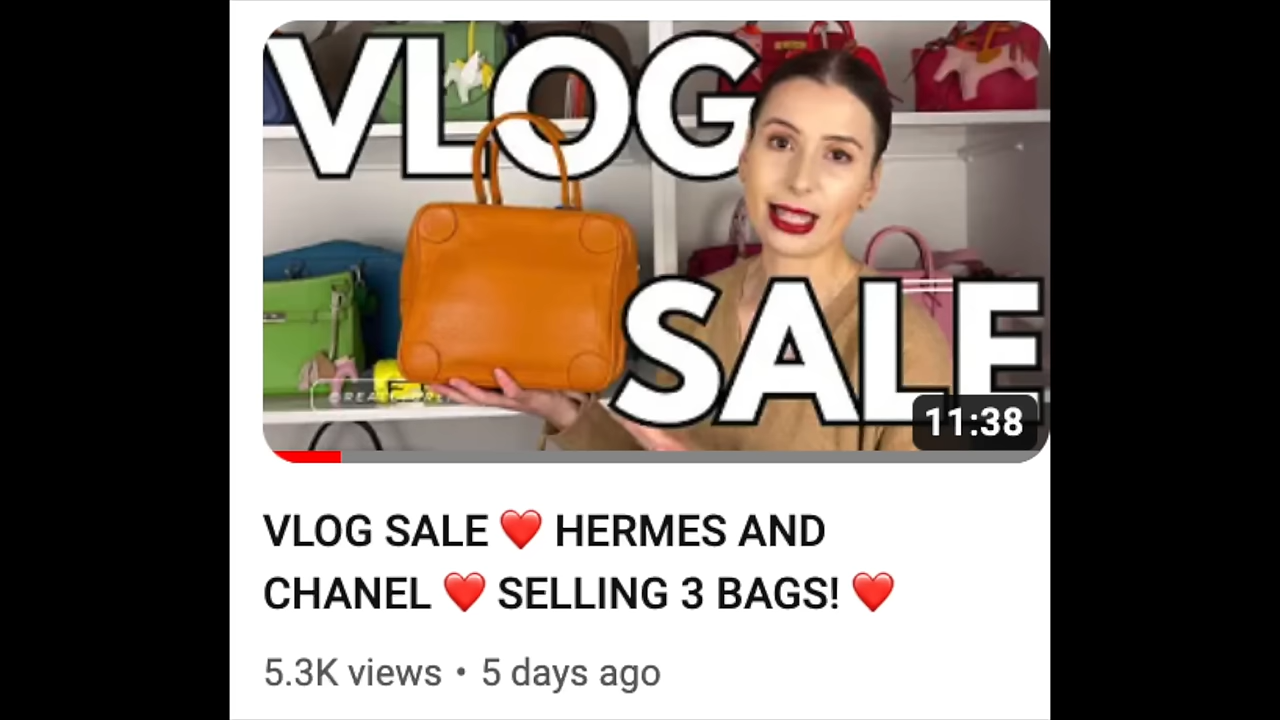 VLOG
SALE
11:38
VLOG SALE ❤️ HERMES AND
CHANEL ❤️ SELLING 3 BAGS! ❤️
5.3K views • 5 days ago